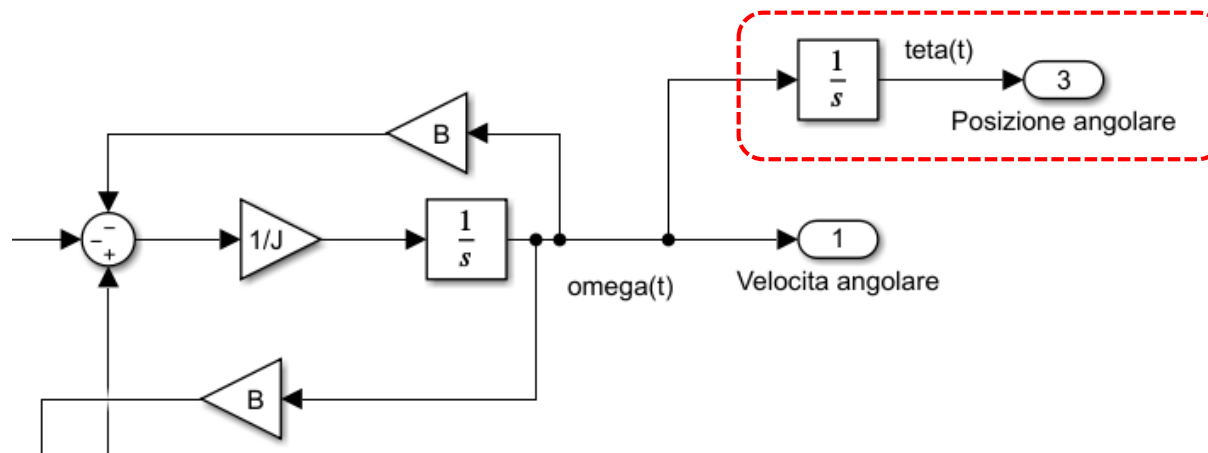 1
s
teta(t)
3
Posizione angolare
B
−
−
+
1/J
1
s
omega(t)
1
Velocita angolare
B